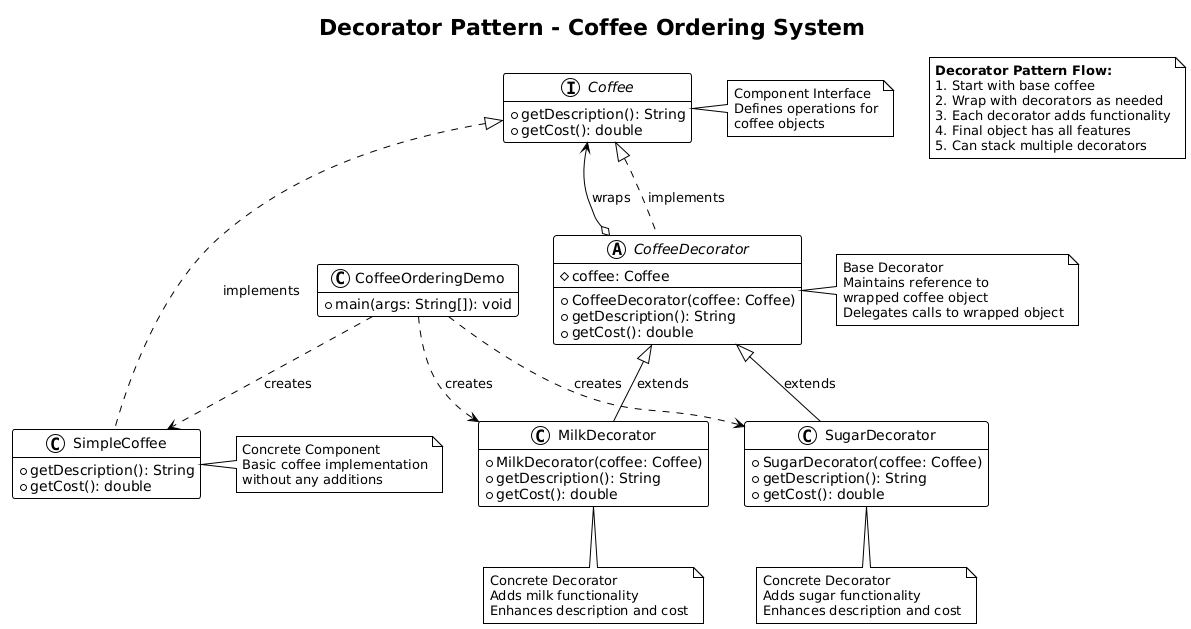 Decorator Pattern - Coffee Ordering System
I Coffee
getDescription(): String
getCost(): double
Component Interface
Defines operations for
coffee objects
Decorator Pattern Flow:
1. Start with base coffee
2. Wrap with decorators as needed
3. Each decorator adds functionality
4. Final object has all features
5. Can stack multiple decorators
wraps
implements
implements
C CoffeeOrderingDemo
main(args: String[]): void
A CoffeeDecorator
coffee: Coffee
CoffeeDecorator(coffee: Coffee)
getDescription(): String
getCost(): double
Base Decorator
Maintains reference to
wrapped coffee object
Delegates calls to wrapped object
creates
creates
creates
extends
extends
C SimpleCoffee
getDescription(): String
getCost(): double
Concrete Component
Basic coffee implementation
without any additions
C MilkDecorator
MilkDecorator(coffee: Coffee)
getDescription(): String
getCost(): double
C SugarDecorator
SugarDecorator(coffee: Coffee)
getDescription(): String
getCost(): double
Concrete Decorator
Adds milk functionality
Enhances description and cost
Concrete Decorator
Adds sugar functionality
Enhances description and cost